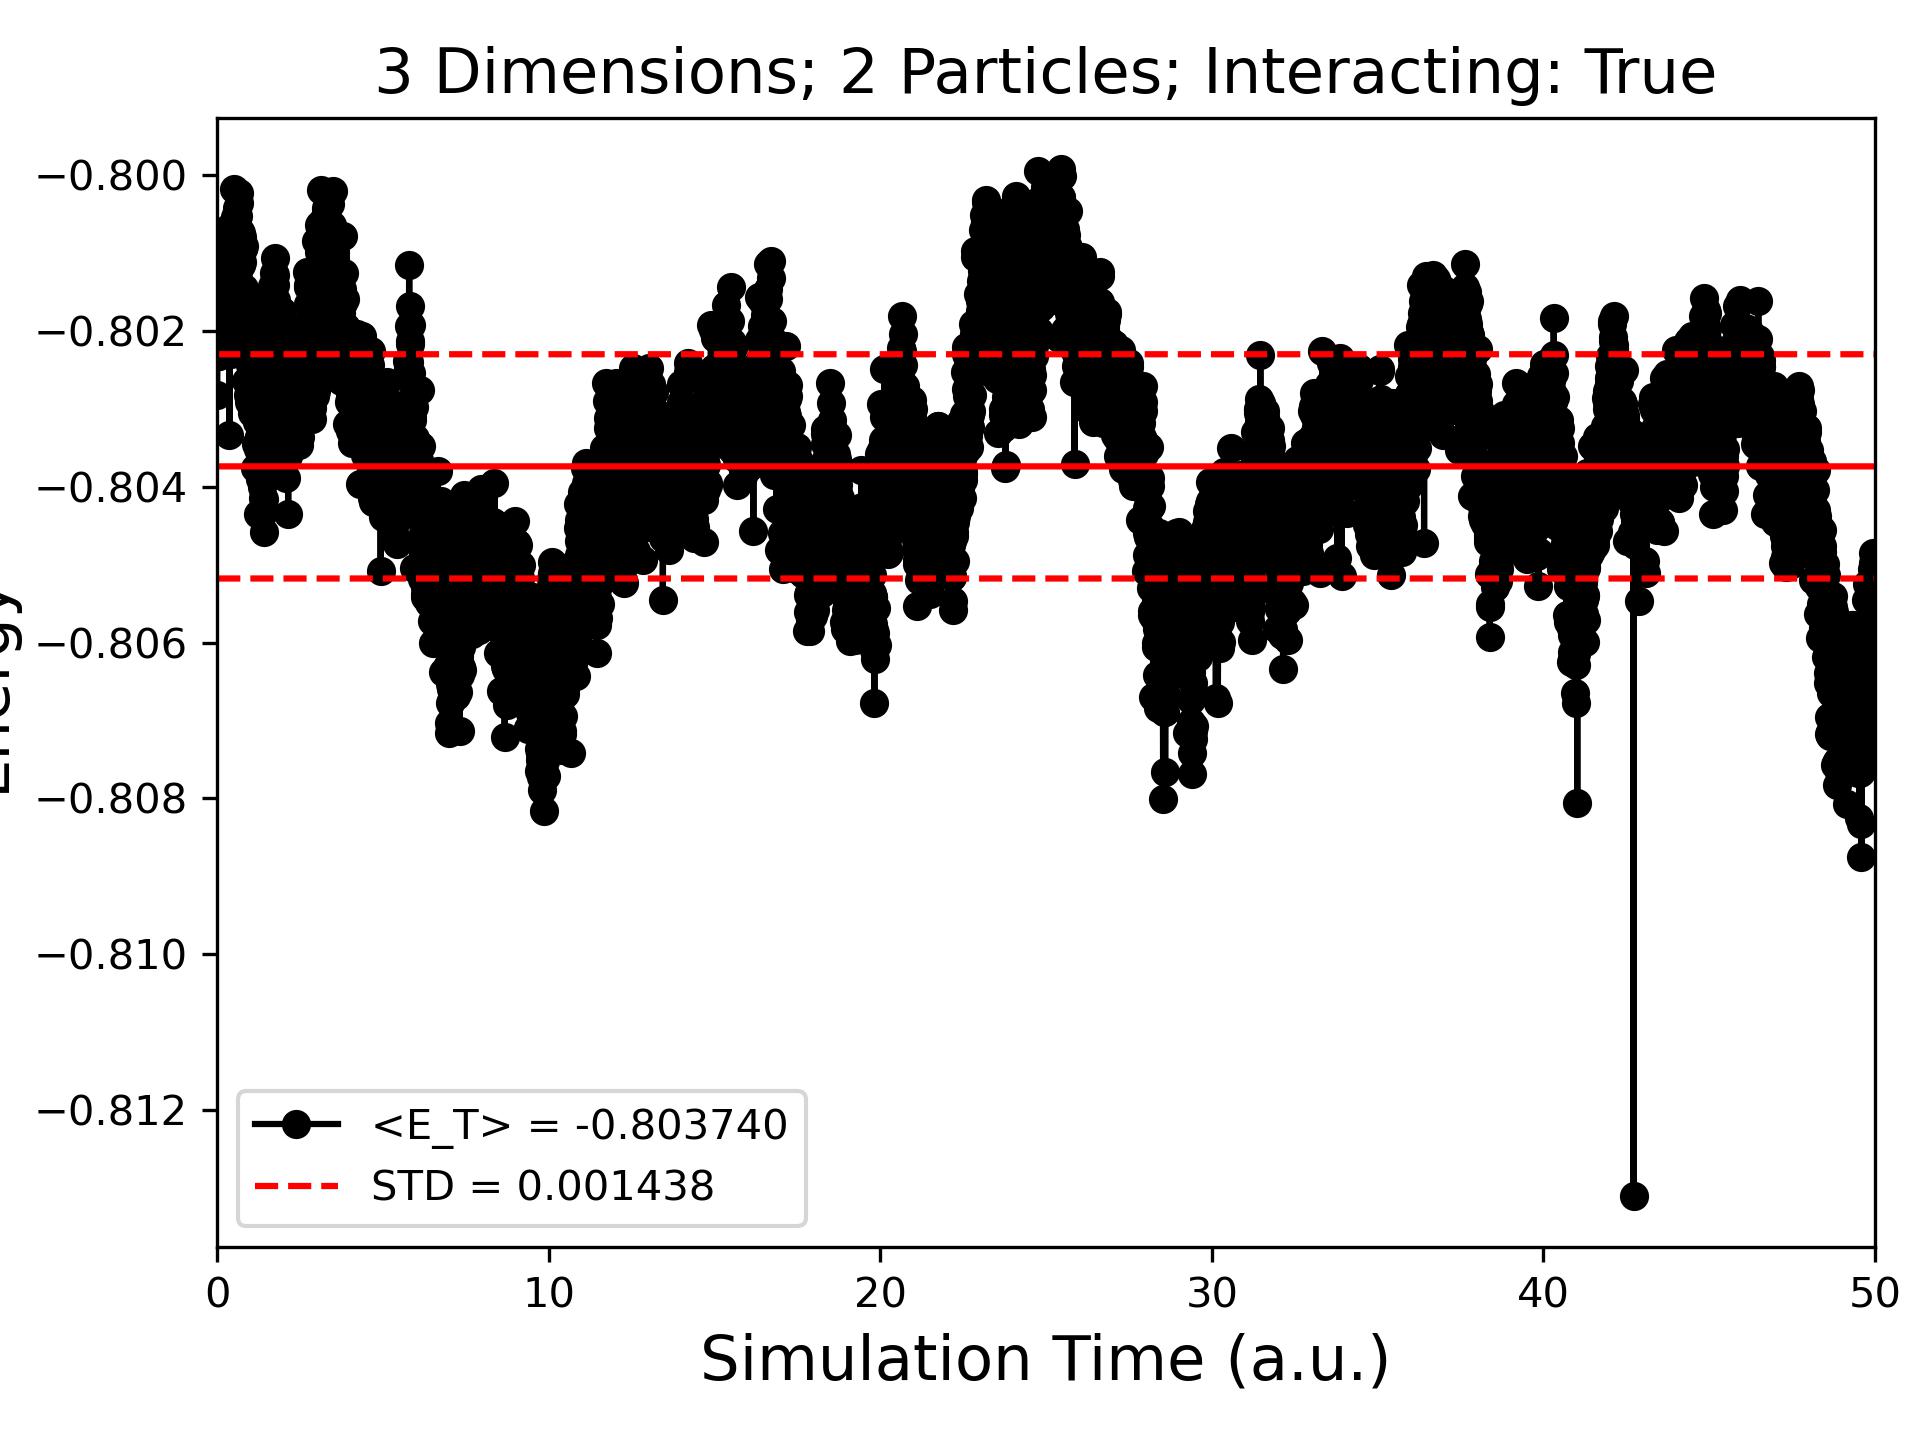 3 Dimensions; 2 Particles; Interacting: True
−0.800
−0.802
−0.804
−0.806
−0.808
−0.810
−0.812
Energy
<E_T> = -0.803740
STD = 0.001438
0 10 20 30 40 50
Simulation Time (a.u.)